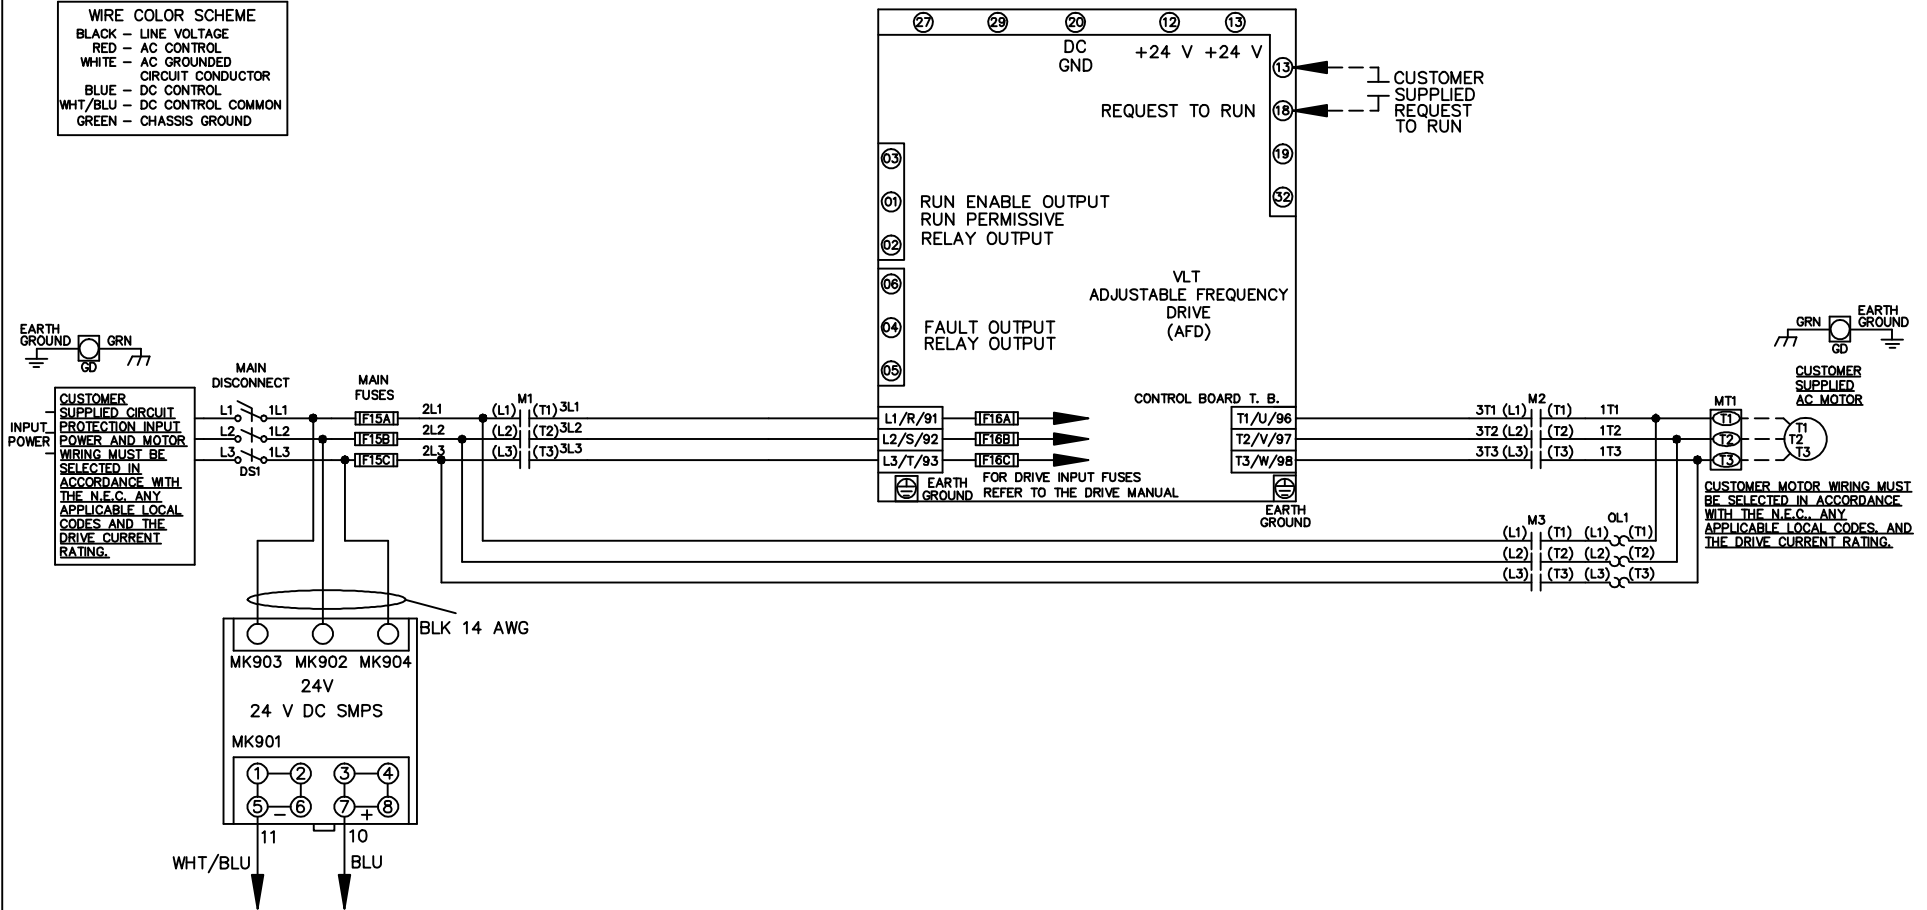 WIRE COLOR SCHEME
BLACK – LINE VOLTAGE
RED – AC CONTROL
WHITE – AC GROUNDED
CIRCUIT CONDUCTOR
BLUE – DC CONTROL
WHT/BLU – DC CONTROL COMMON
GREEN – CHASSIS GROUND
27 29 20 12 13
DC
GND
+24 V +24 V
13
18
19
32
REQUEST TO RUN
CUSTOMER
SUPPLIED
REQUEST
TO RUN
03
01
02
RUN ENABLE OUTPUT
RUN PERMISSIVE
RELAY OUTPUT
06
04
05
FAULT OUTPUT
RELAY OUTPUT
VLT
ADJUSTABLE FREQUENCY
DRIVE
(AFD)
CONTROL BOARD T. B.
L1/R/91 F16A T1/U/96
L2/S/92 F16B T2/V/97
L3/T/93 F16C T3/W/98
EARTH
GROUND
FOR DRIVE INPUT FUSES
REFER TO THE DRIVE MANUAL
EARTH
GROUND
EARTH
GROUND
GRN
GD
INPUT
POWER
CUSTOMER
SUPPLIED CIRCUIT
PROTECTION INPUT
POWER AND MOTOR
WIRING MUST BE
SELECTED IN
ACCORDANCE WITH
THE N.E.C. ANY
APPLICABLE LOCAL
CODES AND THE
DRIVE CURRENT
RATING.
MAIN
DISCONNECT
L1 1L1
L2 1L2
L3 1L3
DS1
MAIN
FUSES
F15A 2L1
F15B 2L2
F15C 2L3
M1
(L1) (T1) 3L1
(L2) (T2) 3L2
(L3) (T3) 3L3
M2
3T1 (L1) (T1) 1T1
3T2 (L2) (T2) 1T2
3T3 (L3) (T3) 1T3
M3 OL1
(L1) (T1) (L1) (T1)
(L2) (T2) (L2) (T2)
(L3) (T3) (L3) (T3)
MT1
T1
T2
T3
T1
T2
T3
GRN
GD
EARTH
GROUND
CUSTOMER
SUPPLIED
AC MOTOR
CUSTOMER MOTOR WIRING MUST
BE SELECTED IN ACCORDANCE
WITH THE N.E.C., ANY
APPLICABLE LOCAL CODES, AND
THE DRIVE CURRENT RATING.
BLK 14 AWG
MK903 MK902 MK904
24V
24 V DC SMPS
MK901
1 2 3 4
5 6 7 8
– +
11 10
WHT/BLU BLU